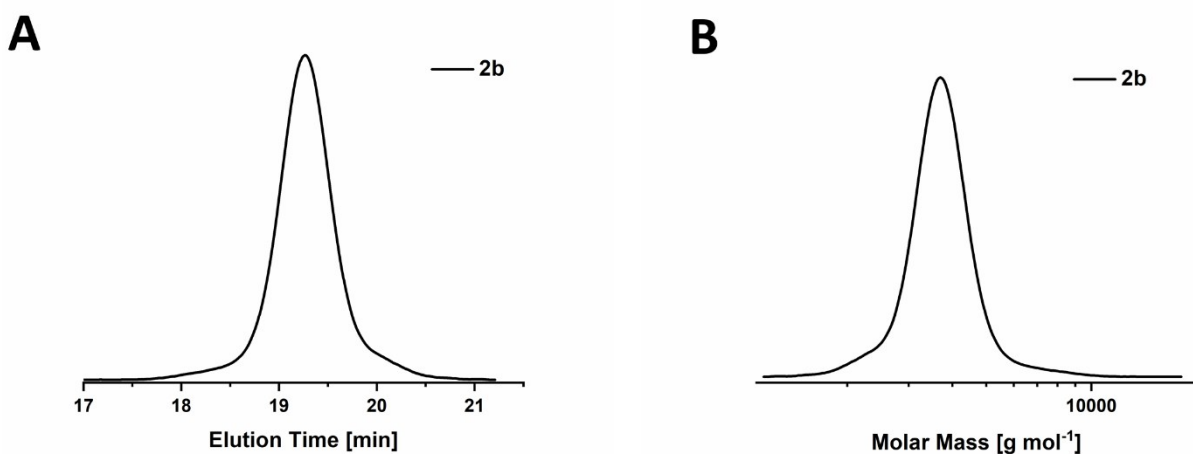 A
2b
17 18 19 20 21
Elution Time [min]
B
2b
10000
Molar Mass [g mol⁻¹]